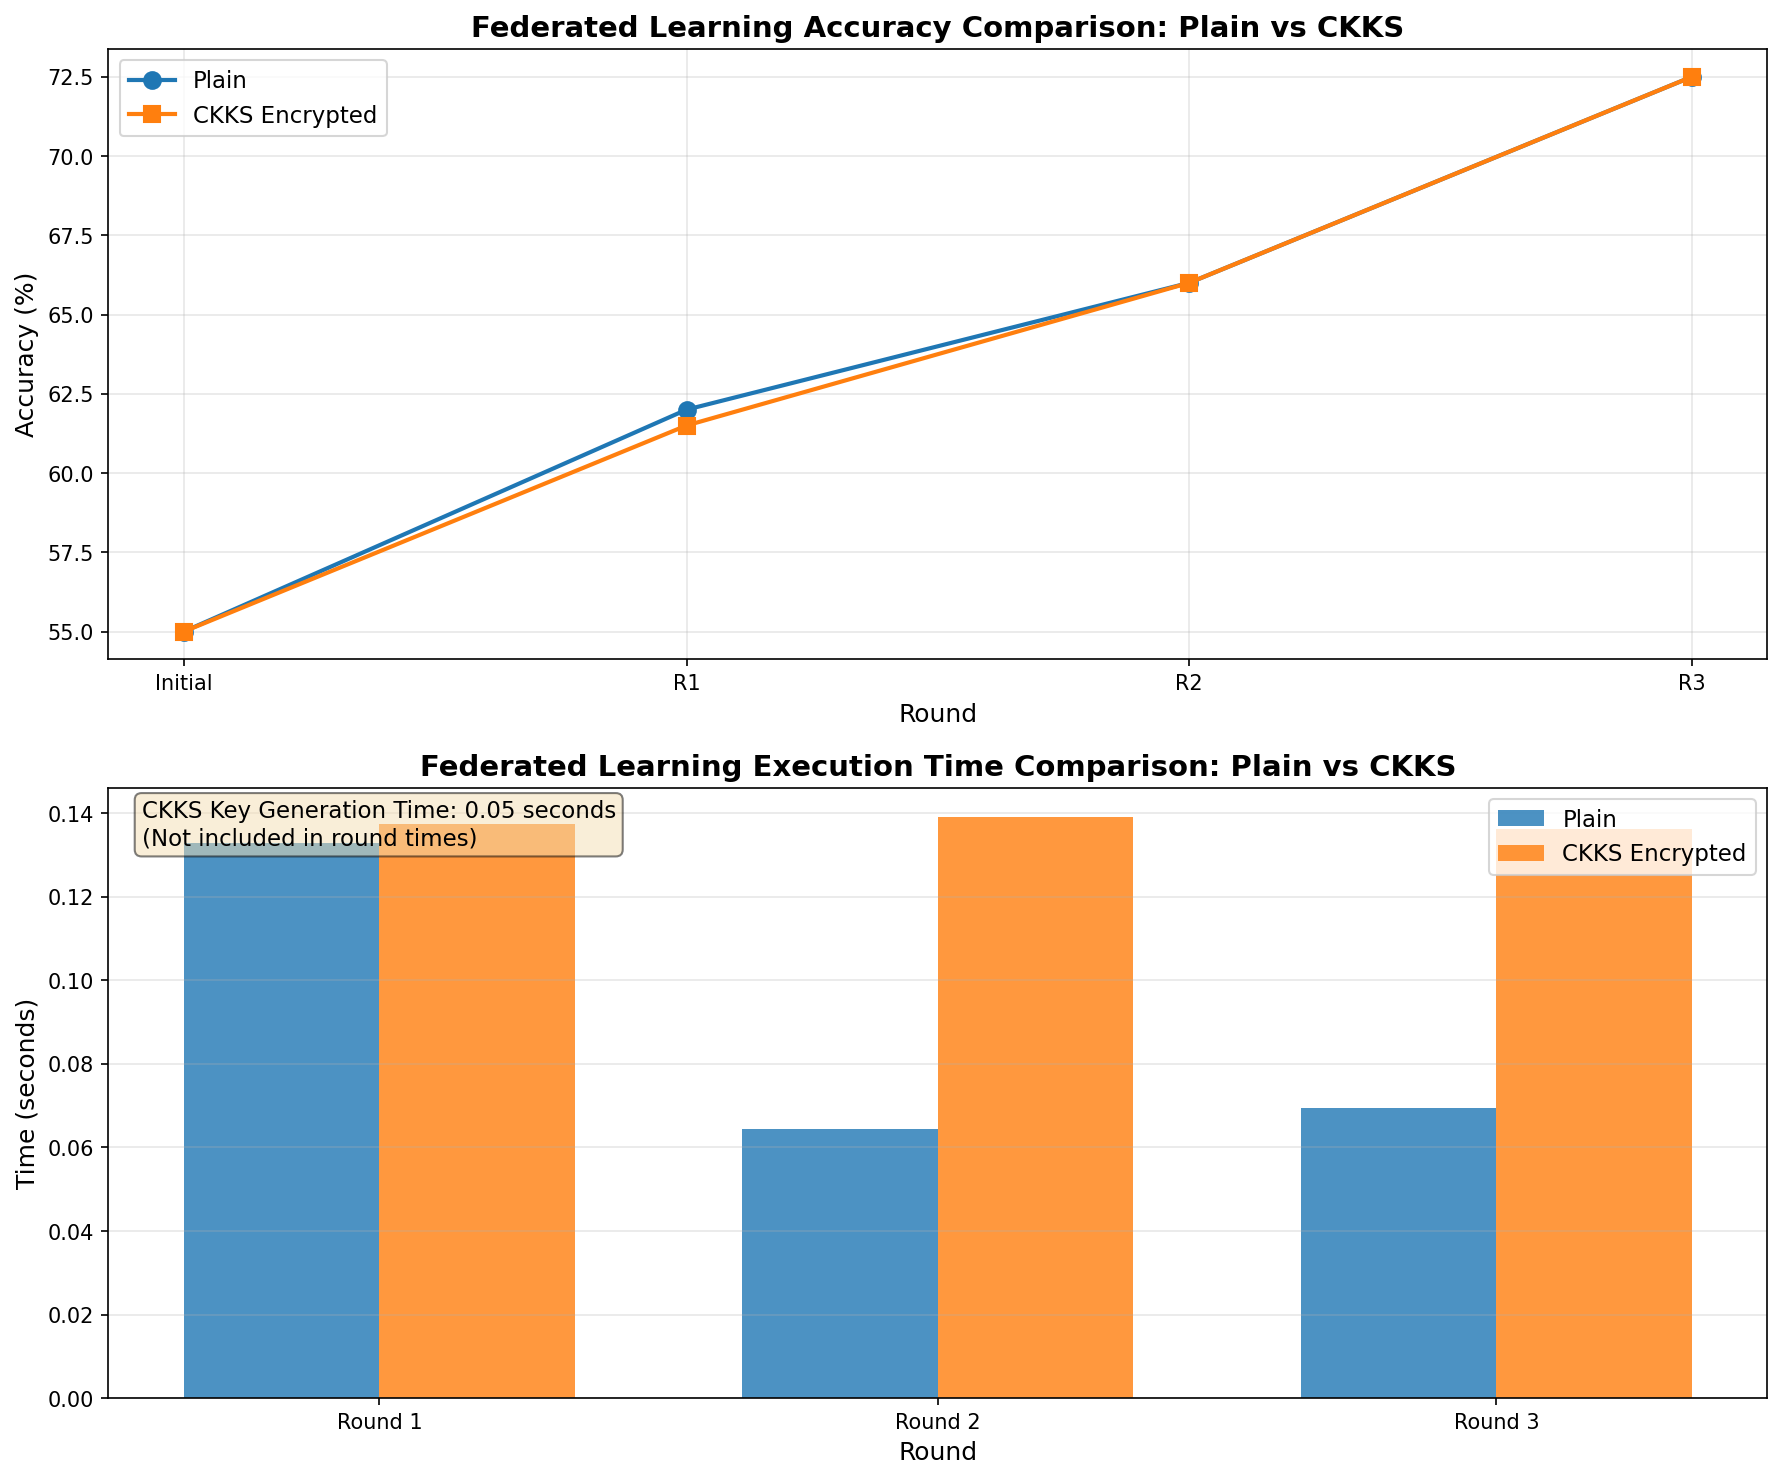 Federated Learning Accuracy Comparison: Plain vs CKKS
Plain
CKKS Encrypted
Accuracy (%)
72.5
70.0
67.5
65.0
62.5
60.0
57.5
55.0
Initial
R1
R2
R3
Round
Federated Learning Execution Time Comparison: Plain vs CKKS
CKKS Key Generation Time: 0.05 seconds
(Not included in round times)
Plain
CKKS Encrypted
Time (seconds)
0.14
0.12
0.10
0.08
0.06
0.04
0.02
0.00
Round 1
Round 2
Round 3
Round